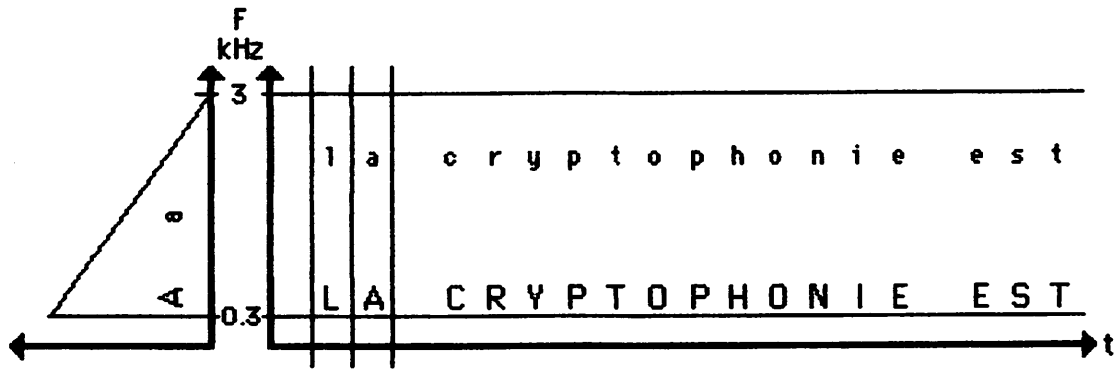 F
kHz
3
l a c r y p t o p h o n i e e s t
a
A
0.3
L A C R Y P T O P H O N I E E S T
t